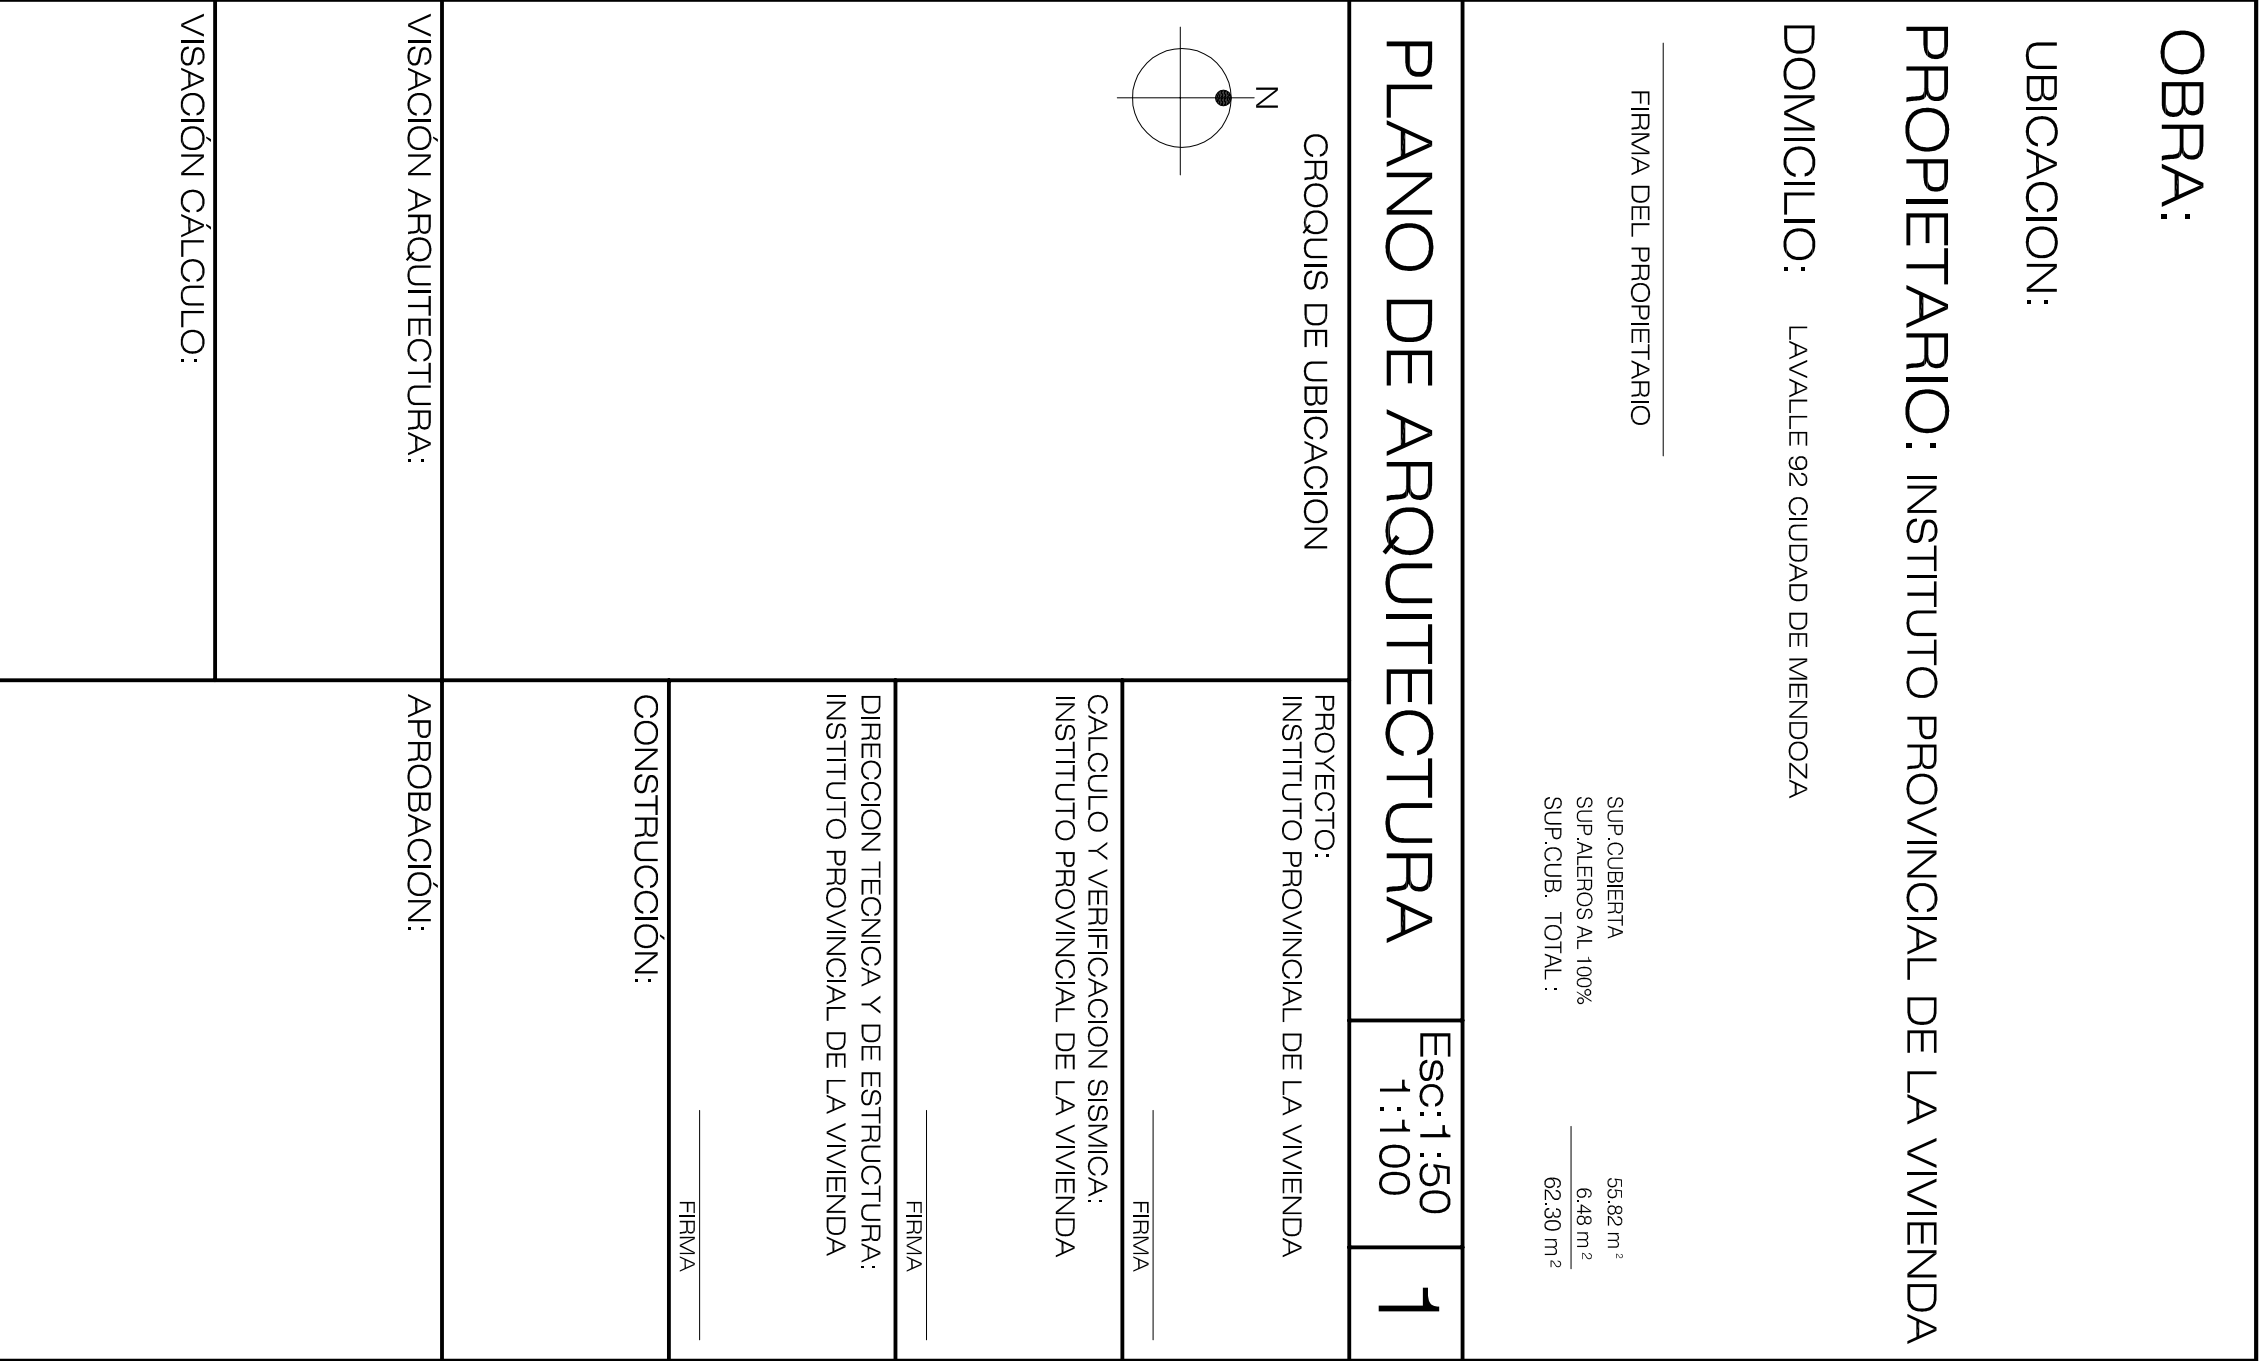 OBRA:
UBICACION:
PROPIETARIO: INSTITUTO PROVINCIAL DE LA VIVIENDA
DOMICILIO: LAVALLE 92 CIUDAD DE MENDOZA
FIRMA DEL PROPIETARIO
SUP.CUBIERTA 55.82 m²
SUP.ALEROS AL 100% 6.48 m²
SUP.CUB. TOTAL : 62.30 m²
PLANO DE ARQUITECTURA
Esc:1:50
1:100
1
CROQUIS DE UBICACION
N
PROYECTO:
INSTITUTO PROVINCIAL DE LA VIVIENDA
FIRMA
CALCULO Y VERIFICACION SISMICA:
INSTITUTO PROVINCIAL DE LA VIVIENDA
FIRMA
DIRECCION TECNICA Y DE ESTRUCTURA:
INSTITUTO PROVINCIAL DE LA VIVIENDA
FIRMA
CONSTRUCCIÓN:
VISACIÓN ARQUITECTURA:
APROBACIÓN:
VISACIÓN CÁLCULO: